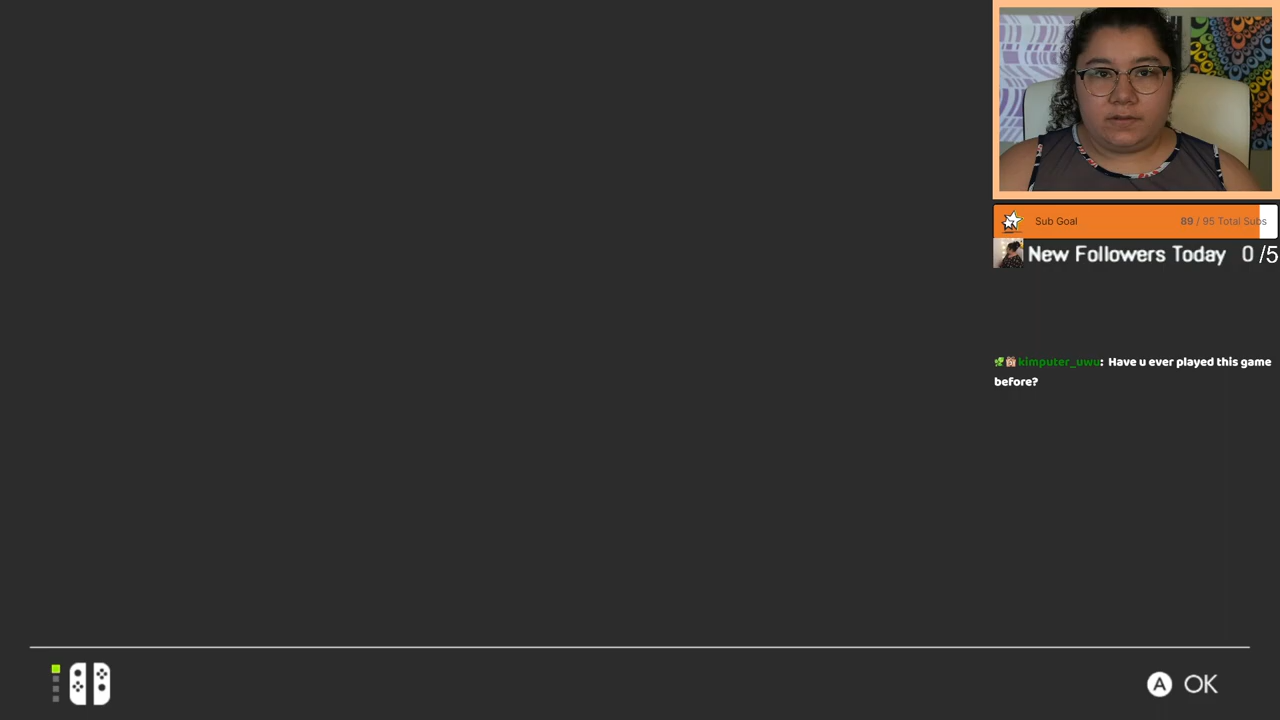 Sub Goal 89 / 95 Total Subs
New Followers Today 0 /5
kimputer_uwu: Have u ever played this game
before?
A OK